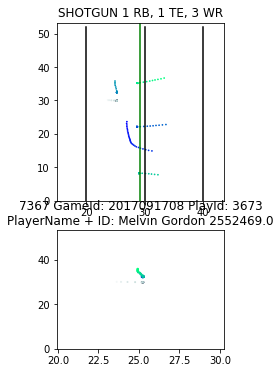 SHOTGUN 1 RB, 1 TE, 3 WR
50
40
30
20
10
0
20 30 40
7367 GameId: 2017091708 PlayId: 3673
PlayerName + ID: Melvin Gordon 2552469.0
40
20
0
20.0 22.5 25.0 27.5 30.0